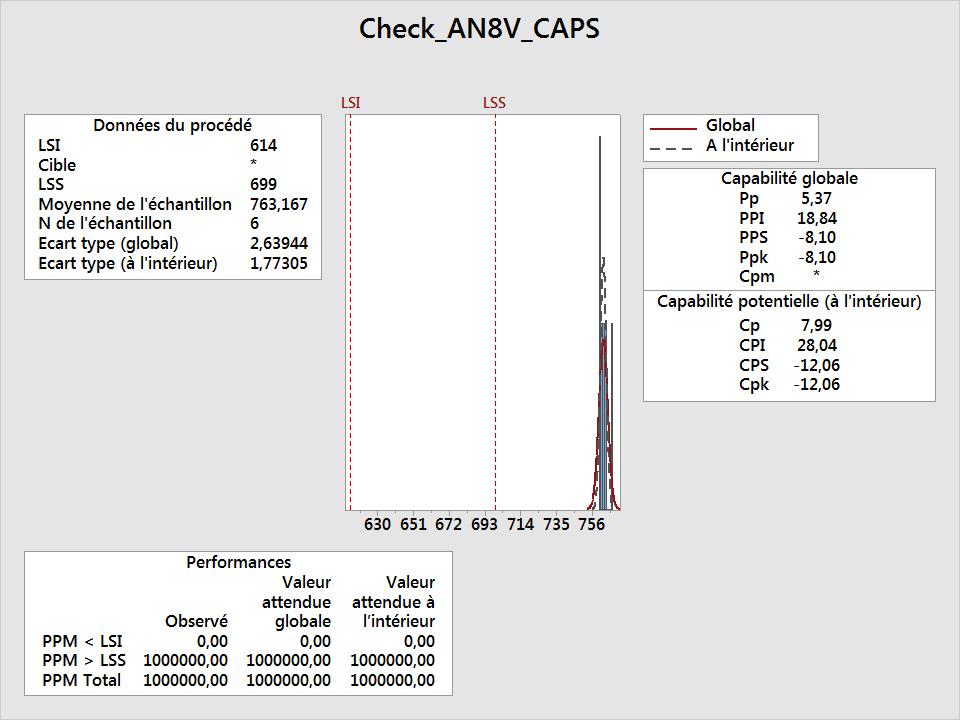 Check_AN8V_CAPS
LSI LSS
Données du procédé
LSI 614
Cible *
LSS 699
Moyenne de l'échantillon 763,167
N de l'échantillon 6
Ecart type (global) 2,63944
Ecart type (à l'intérieur) 1,77305
Global
A l'intérieur
Capabilité globale
Pp 5,37
PPI 18,84
PPS -8,10
Ppk -8,10
Cpm *
Capabilité potentielle (à l'intérieur)
Cp 7,99
CPI 28,04
CPS -12,06
Cpk -12,06
630 651 672 693 714 735 756
Performances
Valeur Valeur
attendue attendue à
Observé globale l'intérieur
PPM < LSI 0,00 0,00 0,00
PPM > LSS 1000000,00 1000000,00 1000000,00
PPM Total 1000000,00 1000000,00 1000000,00